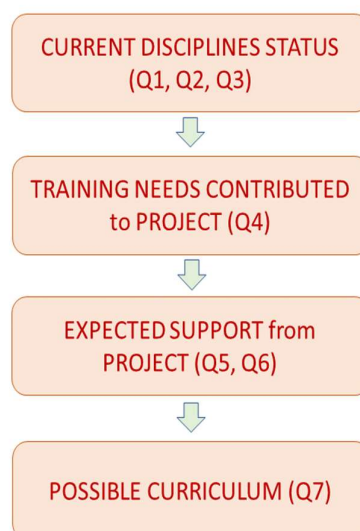 CURRENT DISCIPLINES STATUS
(Q1, Q2, Q3)
TRAINING NEEDS CONTRIBUTED
to PROJECT (Q4)
EXPECTED SUPPORT from
PROJECT (Q5, Q6)
POSSIBLE CURRICULUM (Q7)